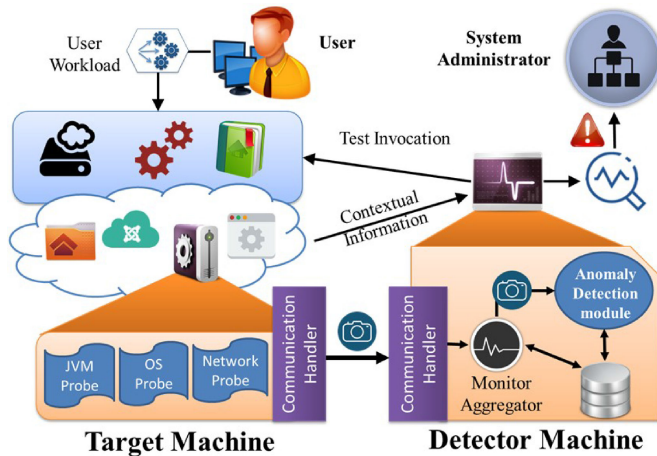 User
Workload
User
System
Administrator
Test Invocation
Contextual
Information
JVM
Probe
OS
Probe
Network
Probe
Communication
Handler
Communication
Handler
Monitor
Aggregator
Anomaly
Detection
module
Target Machine
Detector Machine